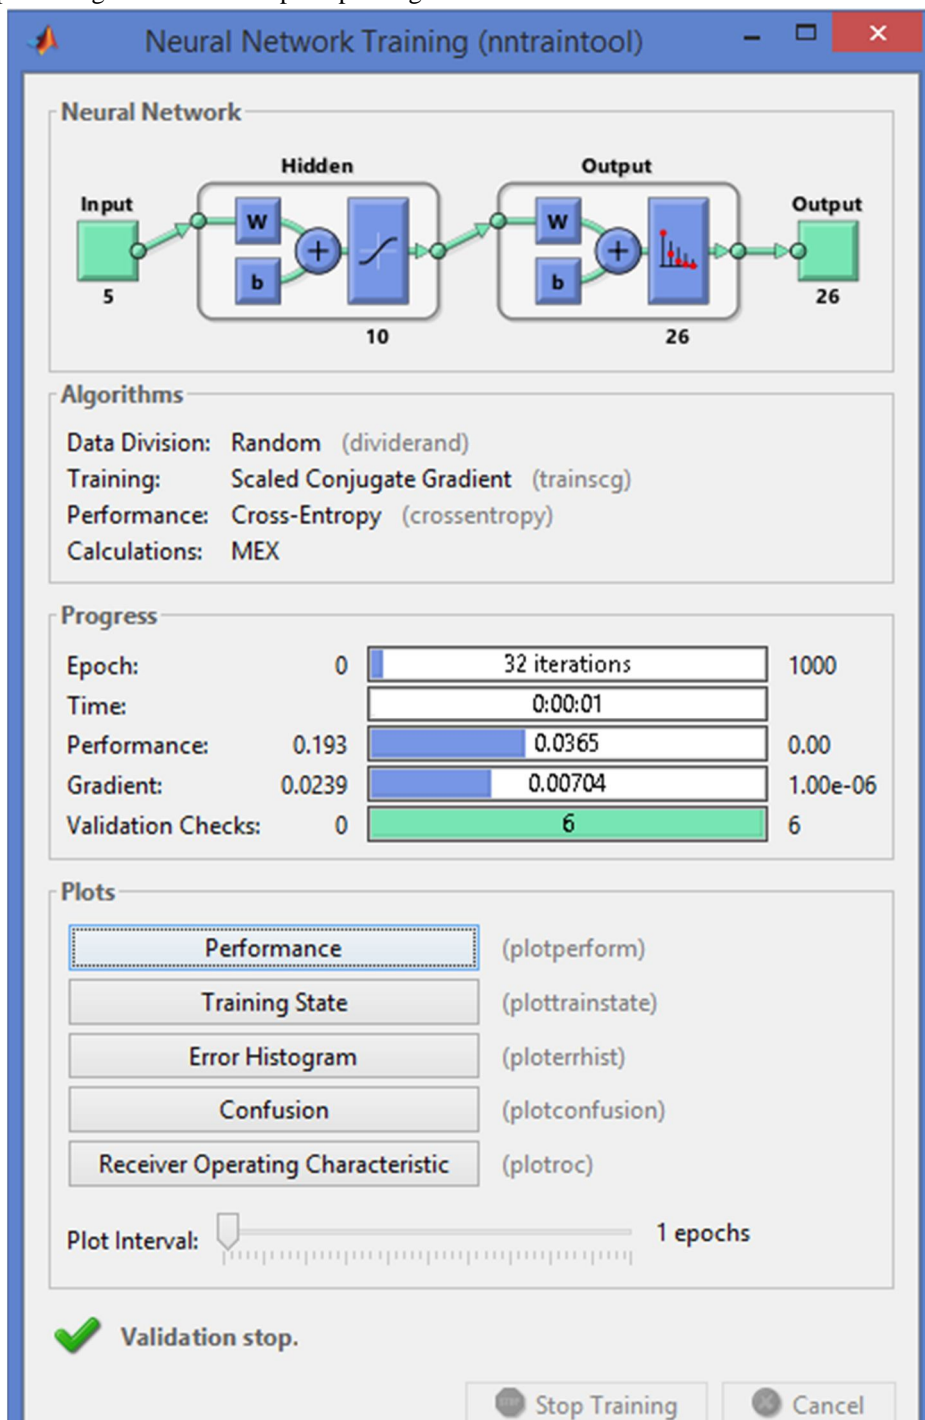 Neural Network Training (nntraintool)
Neural Network
Hidden Output
Input Output
W W
b b
5 26
10 26
Algorithms
Data Division: Random (dividerand)
Training: Scaled Conjugate Gradient (trainscg)
Performance: Cross-Entropy (crossentropy)
Calculations: MEX
Progress
Epoch: 0 32 iterations 1000
Time: 0:00:01
Performance: 0.193 0.0365 0.00
Gradient: 0.0239 0.00704 1.00e-06
Validation Checks: 0 6 6
Plots
Performance (plotperform)
Training State (plottrainstate)
Error Histogram (ploterrhist)
Confusion (plotconfusion)
Receiver Operating Characteristic (plotroc)
Plot Interval: 1 epochs
Validation stop.
Stop Training Cancel